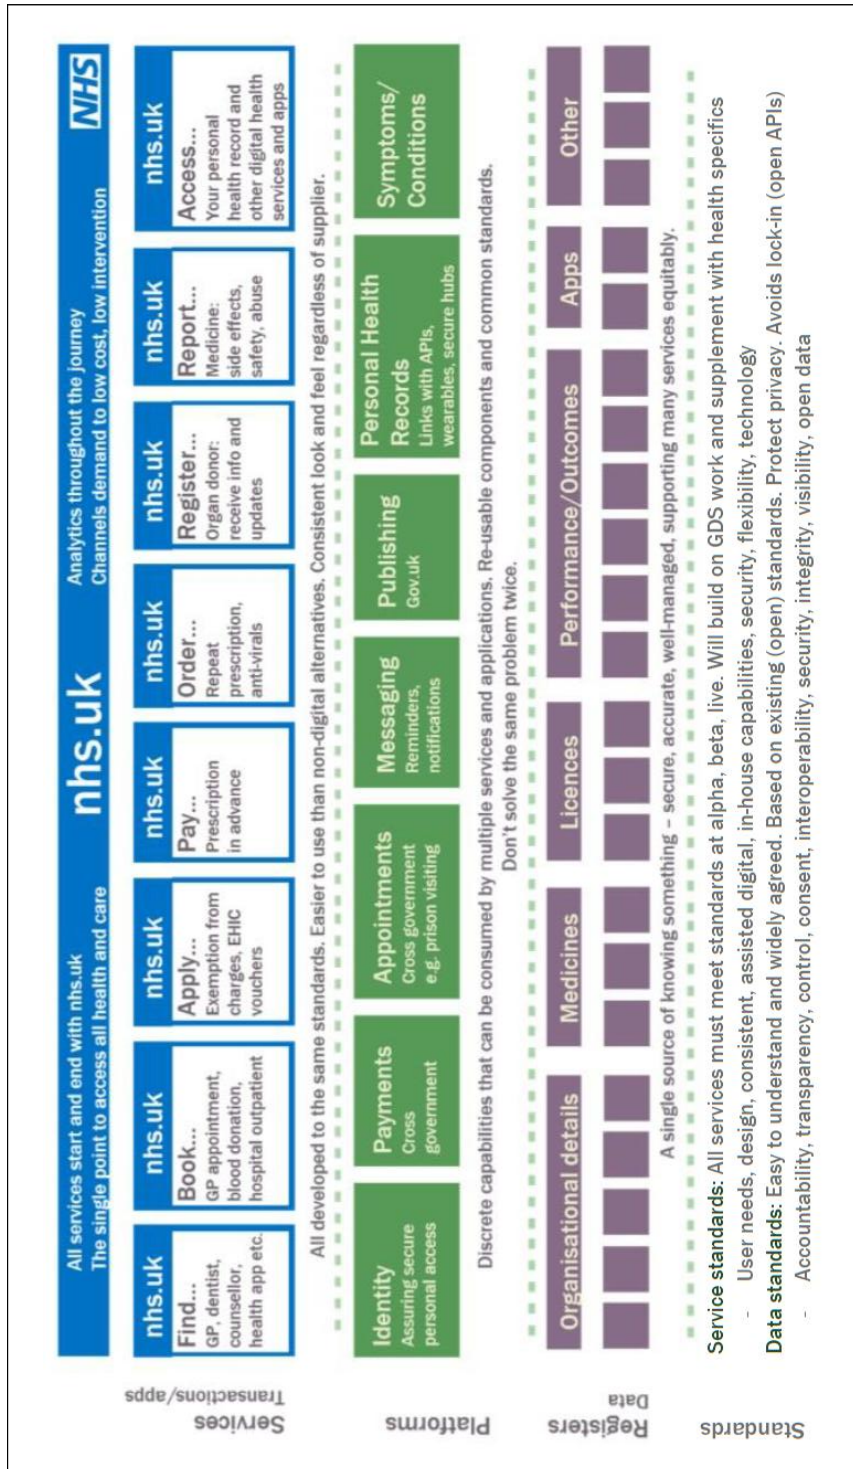 All services start and end with nhs.uk
The single point to access all health and care
nhs.uk
Analytics throughout the journey
Channels demand to low cost, low intervention
NHS
Services
Transactions/apps
nhs.uk
Find...
GP, dentist,
counsellor,
health app etc.
nhs.uk
Book...
GP appointment,
blood donation,
hospital outpatient
nhs.uk
Apply...
Exemption from
charges, EHIC
vouchers
nhs.uk
Pay...
Prescription
in advance
nhs.uk
Order...
Repeat
prescription,
anti-virals
nhs.uk
Register...
Organ donor:
receive info and
updates
nhs.uk
Report...
Medicine:
side effects,
safety, abuse
nhs.uk
Access...
Your personal
health record and
other digital health
services and apps
All developed to the same standards. Easier to use than non-digital alternatives. Consistent look and feel regardless of supplier.
Platforms
Identity
Assuring secure
personal access
Payments
Cross
government
Appointments
Cross government
e.g. prison visiting
Messaging
Reminders,
notifications
Publishing
Gov.uk
Personal Health
Records
Links with APIs,
wearables, secure hubs
Symptoms/
Conditions
Discrete capabilities that can be consumed by multiple services and applications. Re-usable components and common standards.
Don't solve the same problem twice.
Registers
Data
Organisational details
Medicines
Licences
Performance/Outcomes
Apps
Other
A single source of knowing something – secure, accurate, well-managed, supporting many services equitably.
Standards
Service standards: All services must meet standards at alpha, beta, live. Will build on GDS work and supplement with health specifics
- User needs, design, consistent, assisted digital, in-house capabilities, security, flexibility, technology
Data standards: Easy to understand and widely agreed. Based on existing (open) standards. Protect privacy. Avoids lock-in (open APIs)
- Accountability, transparency, control, consent, interoperability, security, integrity, visibility, open data